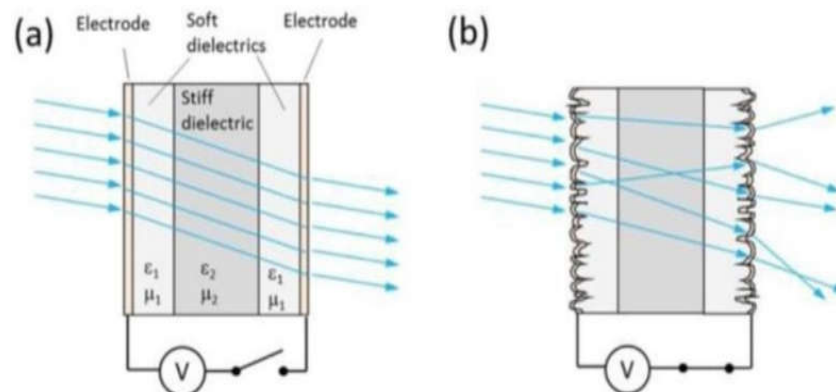 (a)
Electrode
Soft
dielectrics
Electrode
Stiff
dielectric
ε₁
μ₁
ε₂
μ₂
ε₁
μ₁
V
(b)
V